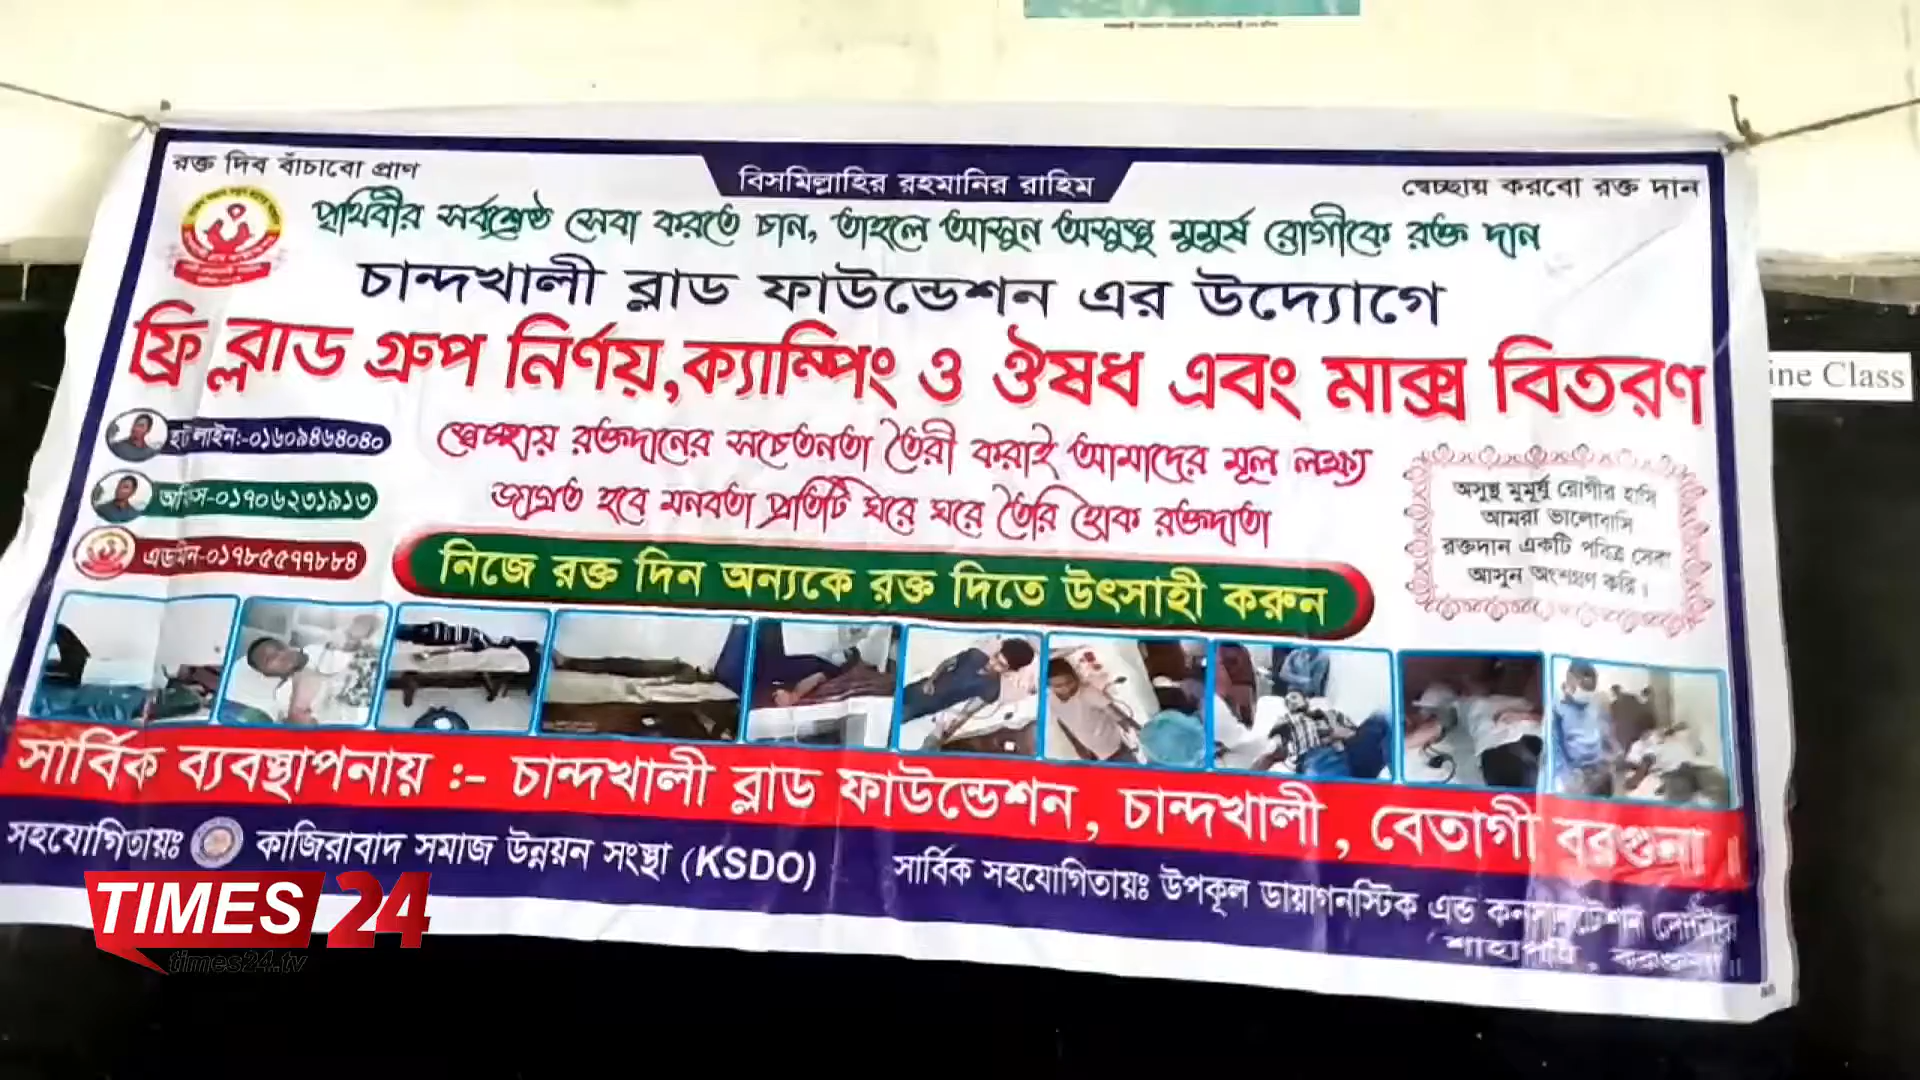 রক্ত দিব বাঁচাবো প্রাণ
বিসমিল্লাহির রহমানির রাহিম
স্বেচ্ছায় করবো রক্ত দান
পৃথিবীর সর্বশ্রেষ্ঠ সেবা করতে চান, তাহলে আসুন অসুস্থ মুমুর্ষ রোগীকে রক্ত দান
চান্দখালী ব্লাড ফাউন্ডেশন এর উদ্যোগে
ফ্রি ব্লাড গ্রুপ নির্ণয়,ক্যাম্পিং ও ঔষধ এবং মাক্স বিতরণ
ine Class
হট লাইন:-০১৬০৯৪৬৪০৪০
স্বেচ্ছায় রক্তদানের সচেতনতা তৈরী করাই আমাদের মূল লক্ষ্য
অফিস-০১৭০৬২৩১৯১৩
জাগ্রত হবে মনবতা প্রতিটি ঘরে ঘরে তৈরি হোক রক্তদাতা
এডমিন-০১৭৮৫৫৭৭৮৮৪
নিজে রক্ত দিন অন্যকে রক্ত দিতে উৎসাহী করুন
অসুস্থ মুমূর্ষু রোগীর হাসি
আমরা ভালোবাসি
রক্তদান একটি পবিত্র সেবা
আসুন অংশগ্রহণ করি।
সার্বিক ব্যবস্থাপনায় :- চান্দখালী ব্লাড ফাউন্ডেশন, চান্দখালী, বেতাগী বরগুনা।
সহযোগিতায়ঃ কাজিরাবাদ সমাজ উন্নয়ন সংস্থা (KSDO)
সার্বিক সহযোগিতায়ঃ উপকূল ডায়াগনস্টিক এন্ড কনসালটেশন সেন্টার
বরগুনা।
TIMES 24
times24.tv